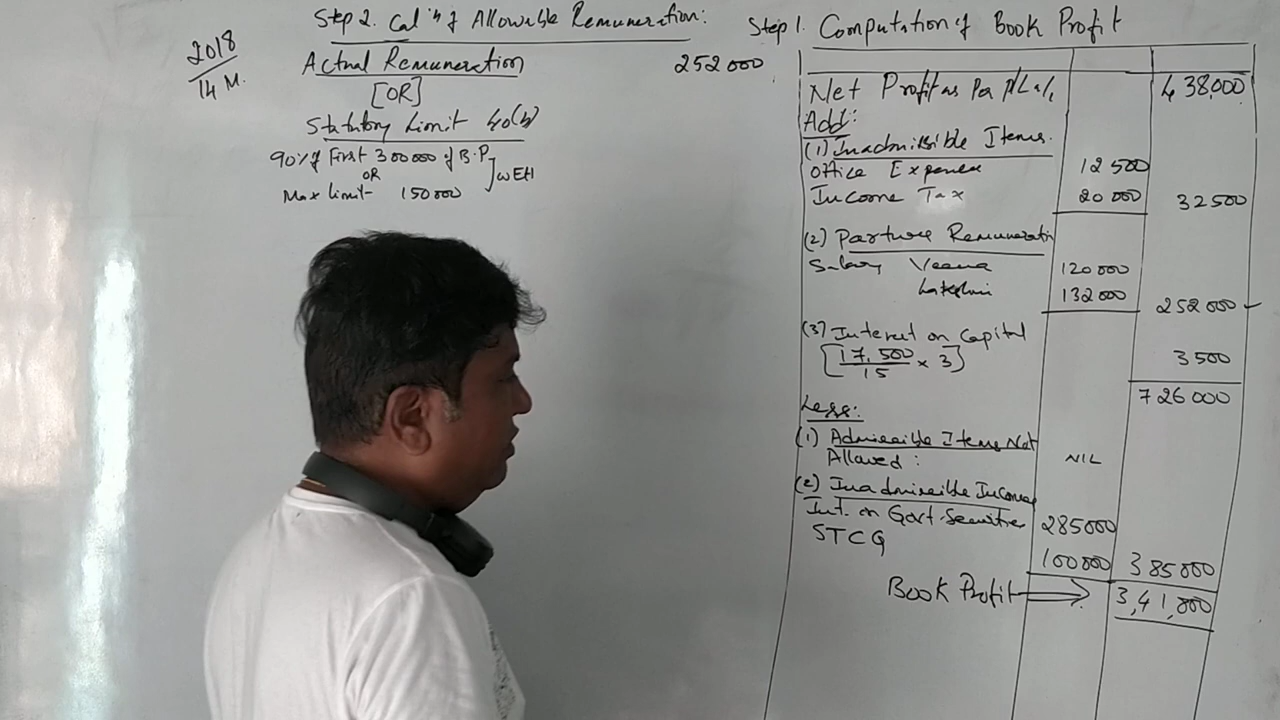 2018
14 M.
Step 2. Cal'n of Allowable Remuneration:
Actual Remuneration 252000
[OR]
Statutory Limit 40(b)
90% of First 300000 of B.P
OR
Max Limit- 150000
] WEH
Step 1. Computation of Book Profit
Net Profit as Per P/L a/c 4,38,000
Add:
(1) Inadmissible Items.
Office Expenses 12500
Income Tax 20000 32500
(2) Partners Remuneration
Salary Veena 120000
Lakshmi 132000 252000
(3) Interest on Capital
[17,500/15 x 3] 3500
726000
Less:
(1) Admissible Items Not
Allowed: NIL
(2) Inadmissible Incomes
Int. on Govt. Securities 285000
STCG 100000 385000
Book Profit ⇒ 3,41,000